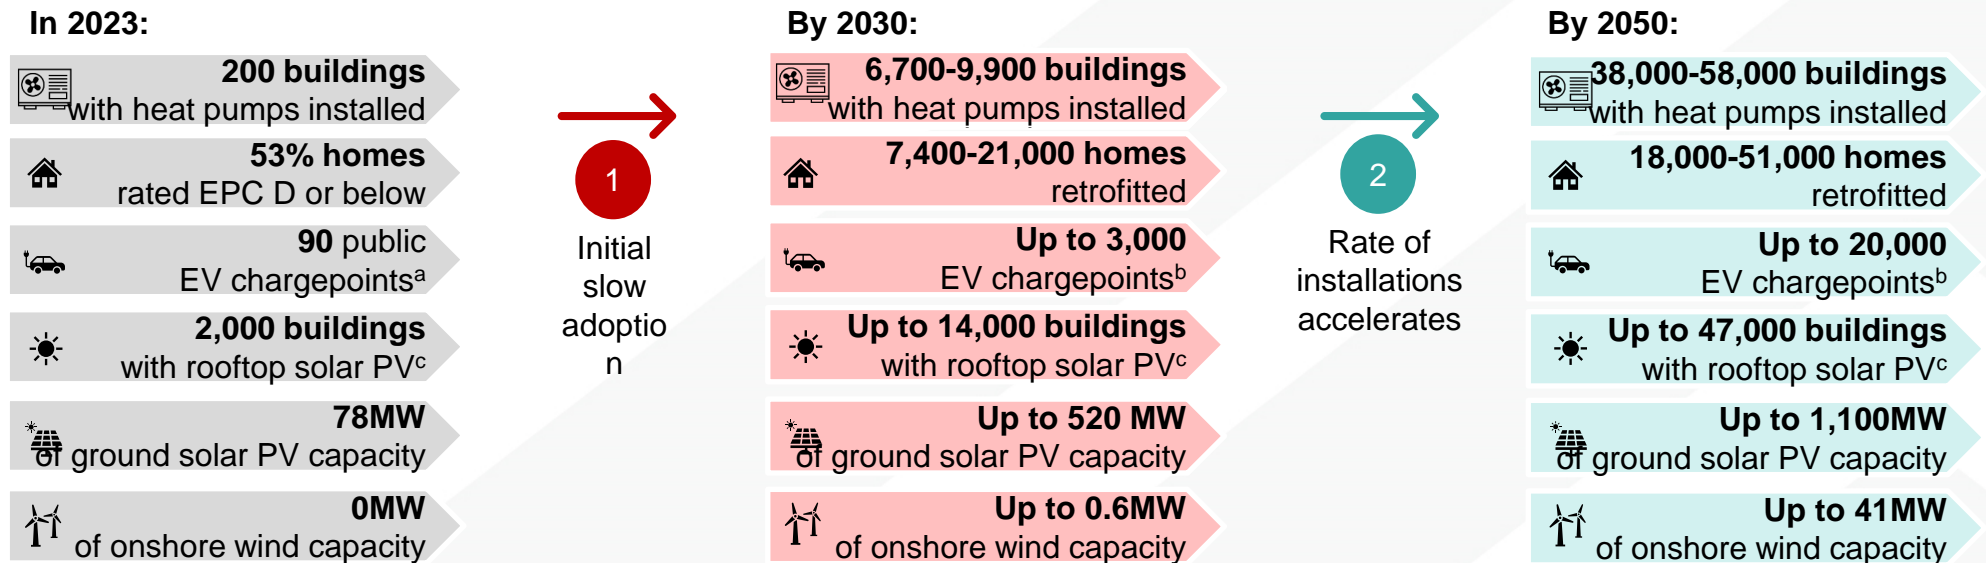 In 2023:
200 buildings
with heat pumps installed
53% homes
rated EPC D or below
90 public
EV chargepointsᵃ
2,000 buildings
with rooftop solar PVᶜ
78MW
of ground solar PV capacity
0MW
of onshore wind capacity
1
Initial
slow
adoptio
n
By 2030:
6,700-9,900 buildings
with heat pumps installed
7,400-21,000 homes
retrofitted
Up to 3,000
EV chargepointsᵇ
Up to 14,000 buildings
with rooftop solar PVᶜ
Up to 520 MW
of ground solar PV capacity
Up to 0.6MW
of onshore wind capacity
2
Rate of
installations
accelerates
By 2050:
38,000-58,000 buildings
with heat pumps installed
18,000-51,000 homes
retrofitted
Up to 20,000
EV chargepointsᵇ
Up to 47,000 buildings
with rooftop solar PVᶜ
Up to 1,100MW
of ground solar PV capacity
Up to 41MW
of onshore wind capacity